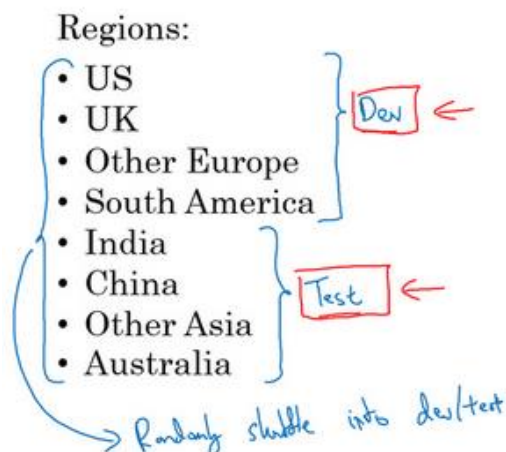 Regions:
• US
• UK
Dev
• Other Europe
• South America
• India
• China
Test
• Other Asia
• Australia
Randomly shuffle into dev/test